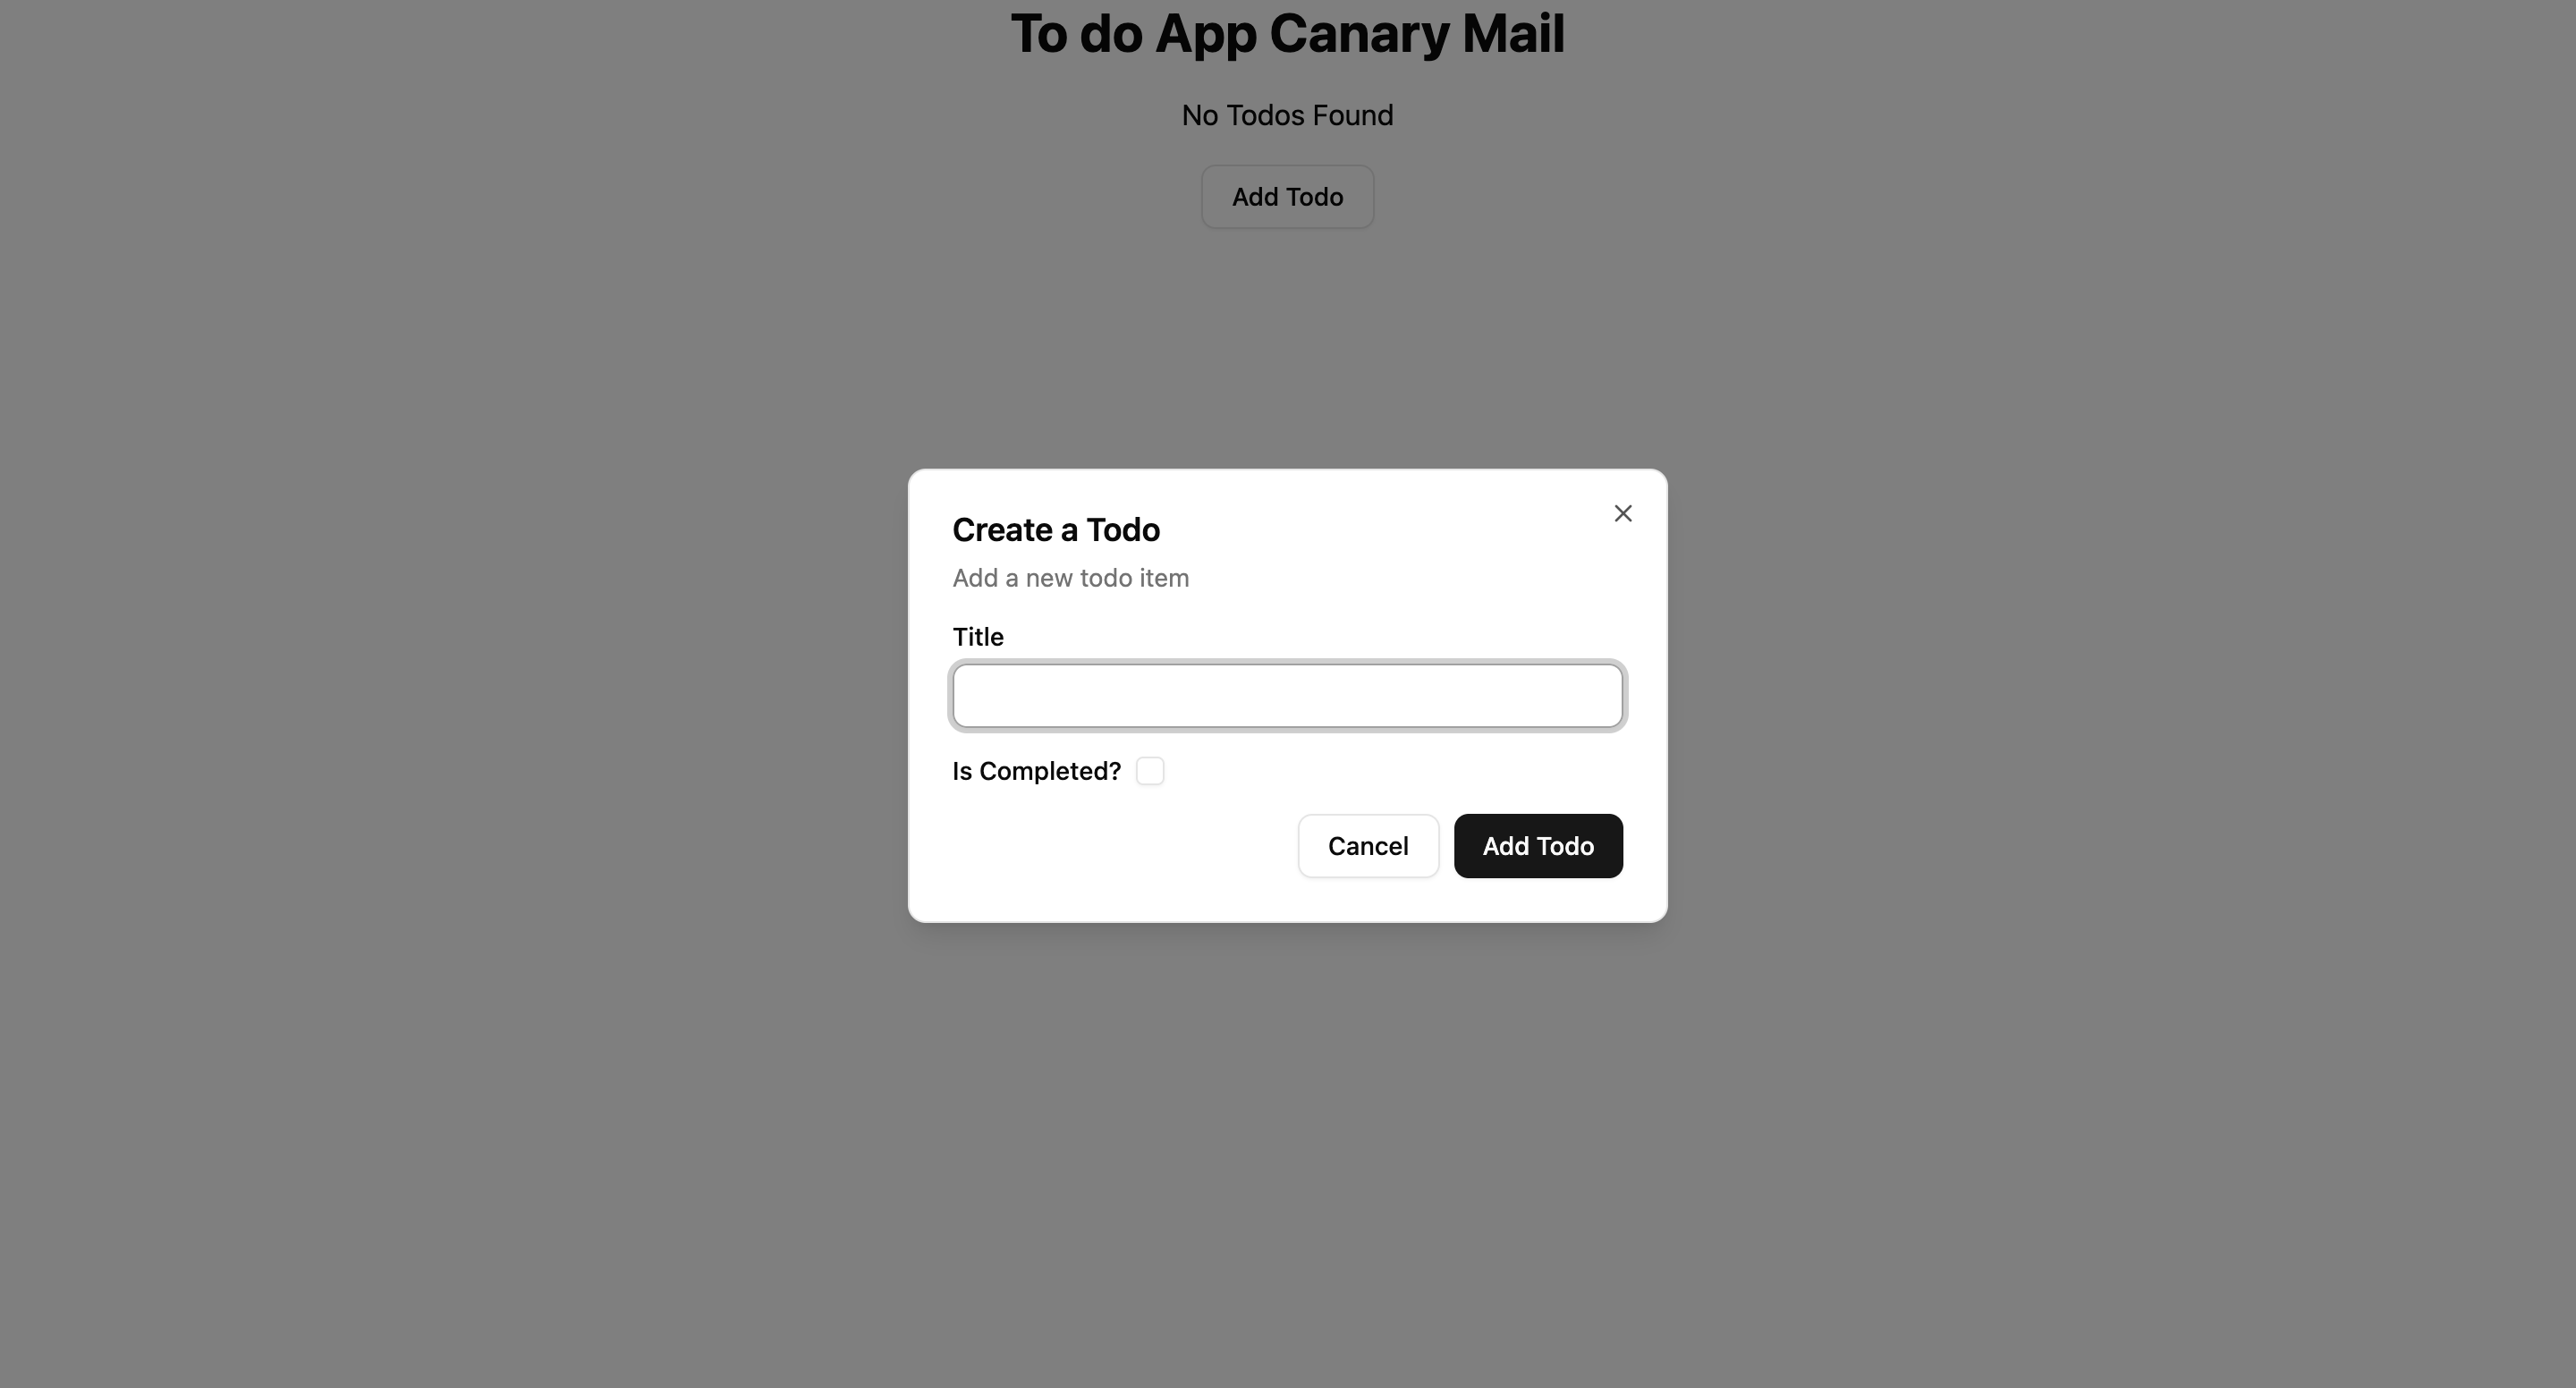 To do App Canary Mail
No Todos Found
Add Todo
Create a Todo
Add a new todo item
Title
Is Completed?
Cancel
Add Todo